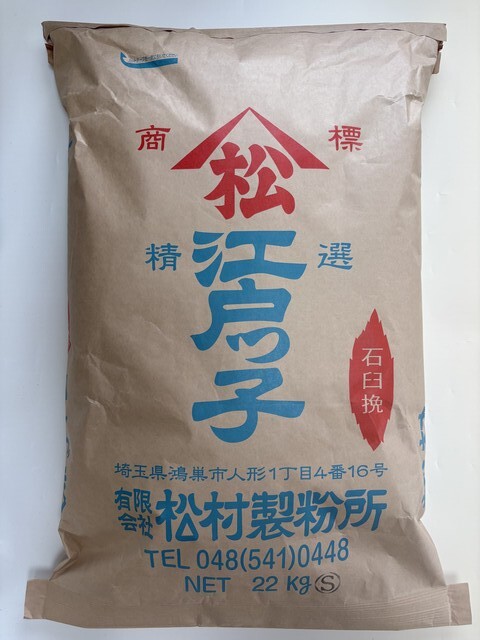 商標
松
精選
江戸ッ子
石臼挽
埼玉県鴻巣市人形1丁目4番16号
有限会社 松村製粉所
TEL 048(541)0448
NET 22 Kg Ⓢ